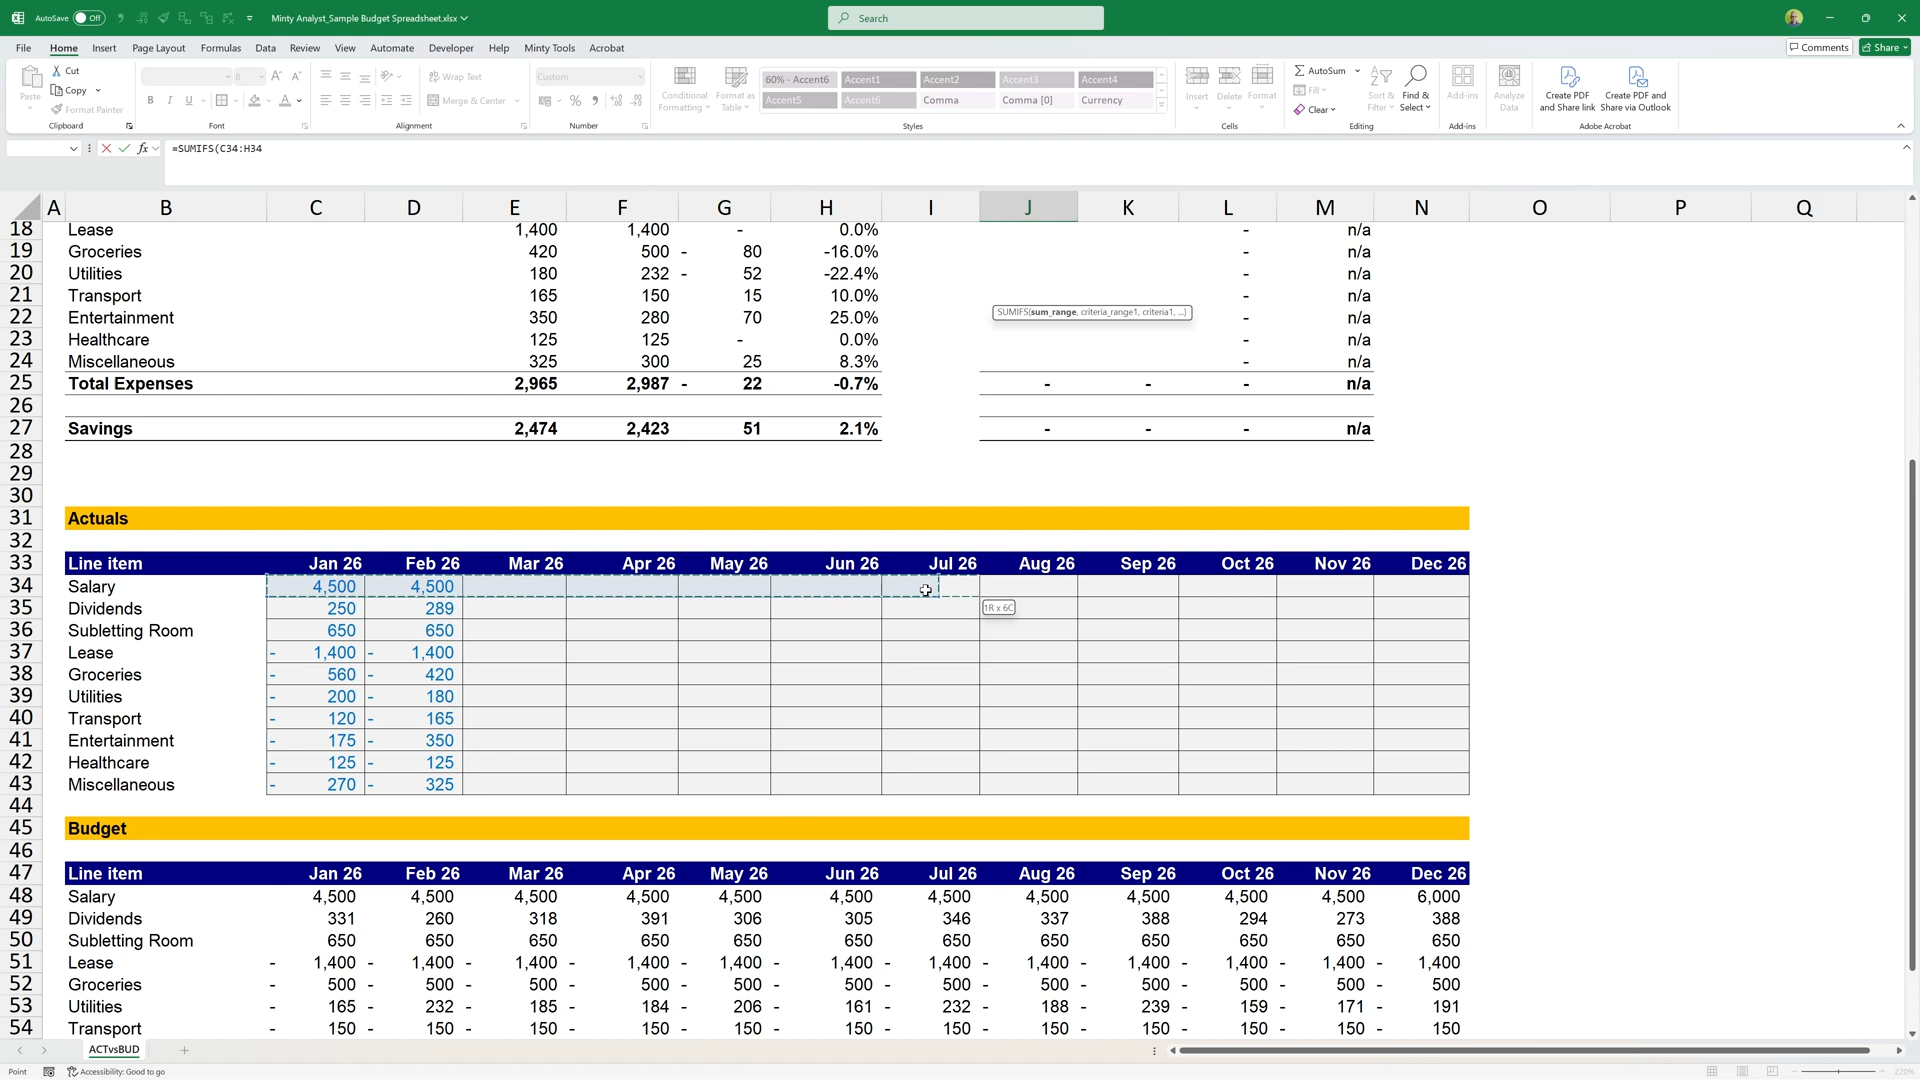 AutoSave Off Minty Analyst_Sample Budget Spreadsheet.xlsx Search
File Home Insert Page Layout Formulas Data Review View Automate Developer Help Minty Tools Acrobat Comments Share
Paste Cut Copy Format Painter Clipboard
8 B I U A Font
Wrap Text Merge & Center Alignment
Custom % Number
Conditional Formatting Format as Table
60% - Accent6 Accent1 Accent2 Accent3 Accent4
Accent5 Accent6 Comma Comma [0] Currency
Styles
Insert Delete Format Cells
AutoSum Fill Clear Sort & Filter Find & Select Editing
Add-ins Add-ins
Analyze Data
Create PDF and Share link Create PDF and Share via Outlook Adobe Acrobat
fx =SUMIFS(C34:H34
A B C D E F G H I J K L M N O P Q
18 Lease 1,400 1,400 - 0.0% - n/a
19 Groceries 420 500 - 80 -16.0% - n/a
20 Utilities 180 232 - 52 -22.4% - n/a
21 Transport 165 150 15 10.0% - n/a
22 Entertainment 350 280 70 25.0% SUMIFS(sum_range, criteria_range1, criteria1, ...) - n/a
23 Healthcare 125 125 - 0.0% - n/a
24 Miscellaneous 325 300 25 8.3% - n/a
25 Total Expenses 2,965 2,987 - 22 -0.7% - - - n/a
26
27 Savings 2,474 2,423 51 2.1% - - - n/a
28
29
30
31 Actuals
32
33 Line item Jan 26 Feb 26 Mar 26 Apr 26 May 26 Jun 26 Jul 26 Aug 26 Sep 26 Oct 26 Nov 26 Dec 26
34 Salary 4,500 4,500
35 Dividends 250 289 1R x 6C
36 Subletting Room 650 650
37 Lease - 1,400 - 1,400
38 Groceries - 560 - 420
39 Utilities - 200 - 180
40 Transport - 120 - 165
41 Entertainment - 175 - 350
42 Healthcare - 125 - 125
43 Miscellaneous - 270 - 325
44
45 Budget
46
47 Line item Jan 26 Feb 26 Mar 26 Apr 26 May 26 Jun 26 Jul 26 Aug 26 Sep 26 Oct 26 Nov 26 Dec 26
48 Salary 4,500 4,500 4,500 4,500 4,500 4,500 4,500 4,500 4,500 4,500 4,500 6,000
49 Dividends 331 260 318 391 306 305 346 337 388 294 273 388
50 Subletting Room 650 650 650 650 650 650 650 650 650 650 650 650
51 Lease - 1,400 - 1,400 - 1,400 - 1,400 - 1,400 - 1,400 - 1,400 - 1,400 - 1,400 - 1,400 - 1,400 - 1,400
52 Groceries - 500 - 500 - 500 - 500 - 500 - 500 - 500 - 500 - 500 - 500 - 500 - 500
53 Utilities - 165 - 232 - 185 - 184 - 206 - 161 - 232 - 188 - 239 - 159 - 171 - 191
54 Transport - 150 - 150 - 150 - 150 - 150 - 150 - 150 - 150 - 150 - 150 - 150 - 150
ACTvsBUD
Point Accessibility: Good to go 220%